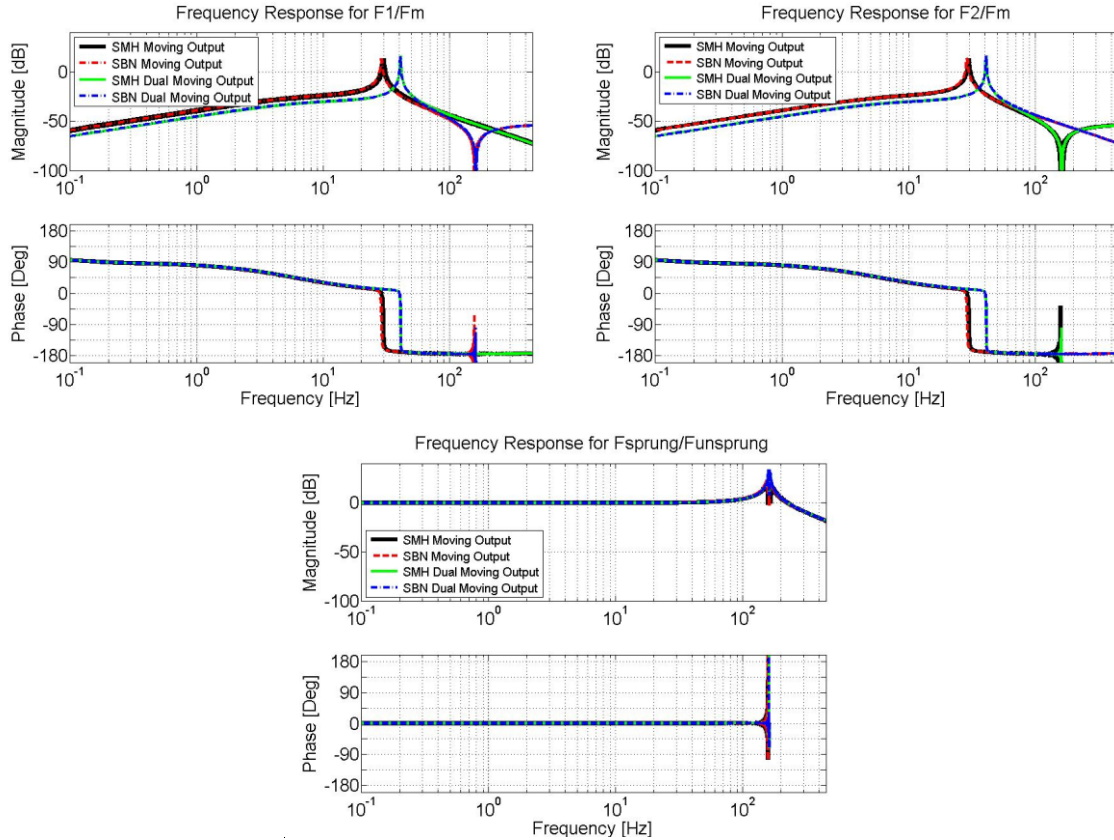 Frequency Response for F1/Fm
Magnitude [dB]
0
-50
-100
SMH Moving Output
SBN Moving Output
SMH Dual Moving Output
SBN Dual Moving Output
10^-1 10^0 10^1 10^2
Phase [Deg]
180
90
0
-90
-180
10^-1 10^0 10^1 10^2
Frequency [Hz]
Frequency Response for F2/Fm
Magnitude [dB]
0
-50
-100
SMH Moving Output
SBN Moving Output
SMH Dual Moving Output
SBN Dual Moving Output
10^-1 10^0 10^1 10^2
Phase [Deg]
180
90
0
-90
-180
10^-1 10^0 10^1 10^2
Frequency [Hz]
Frequency Response for Fsprung/Funsprung
Magnitude [dB]
0
-50
-100
SMH Moving Output
SBN Moving Output
SMH Dual Moving Output
SBN Dual Moving Output
10^-1 10^0 10^1 10^2
Phase [Deg]
180
90
0
-90
-180
10^-1 10^0 10^1 10^2
Frequency [Hz]